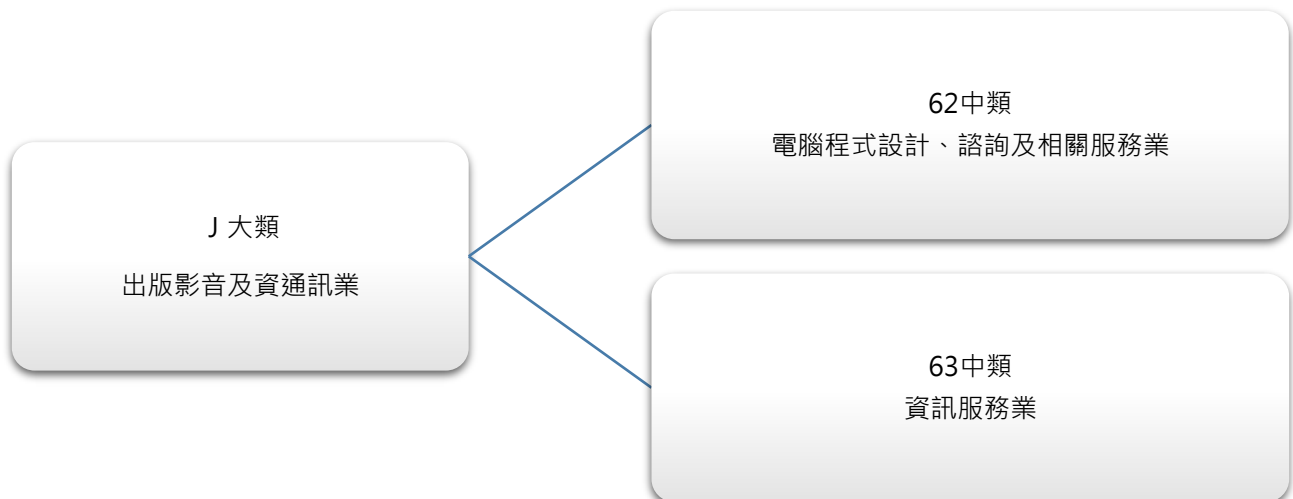 J 大類
出版影音及資通訊業
62中類
電腦程式設計、諮詢及相關服務業
63中類
資訊服務業